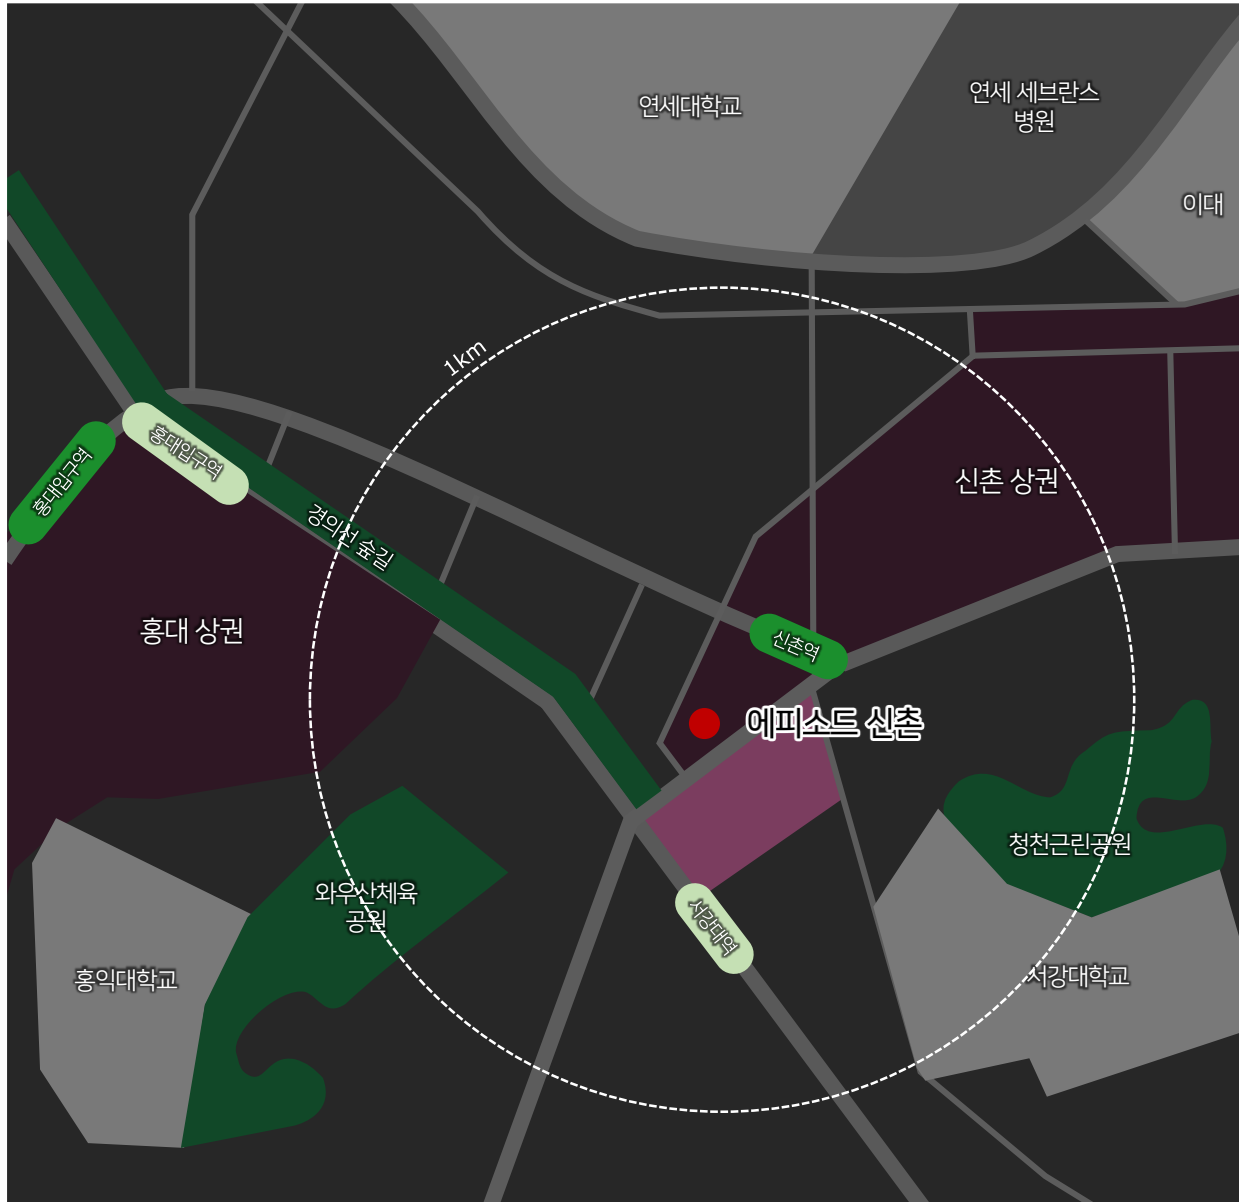 연세대학교
연세 세브란스
병원
이대
1km
홍대입구역
홍대입구역
경의선 숲길
신촌 상권
홍대 상권
신촌역
에피소드 신촌
청천근린공원
와우산체육
공원
서강대역
홍익대학교
서강대학교